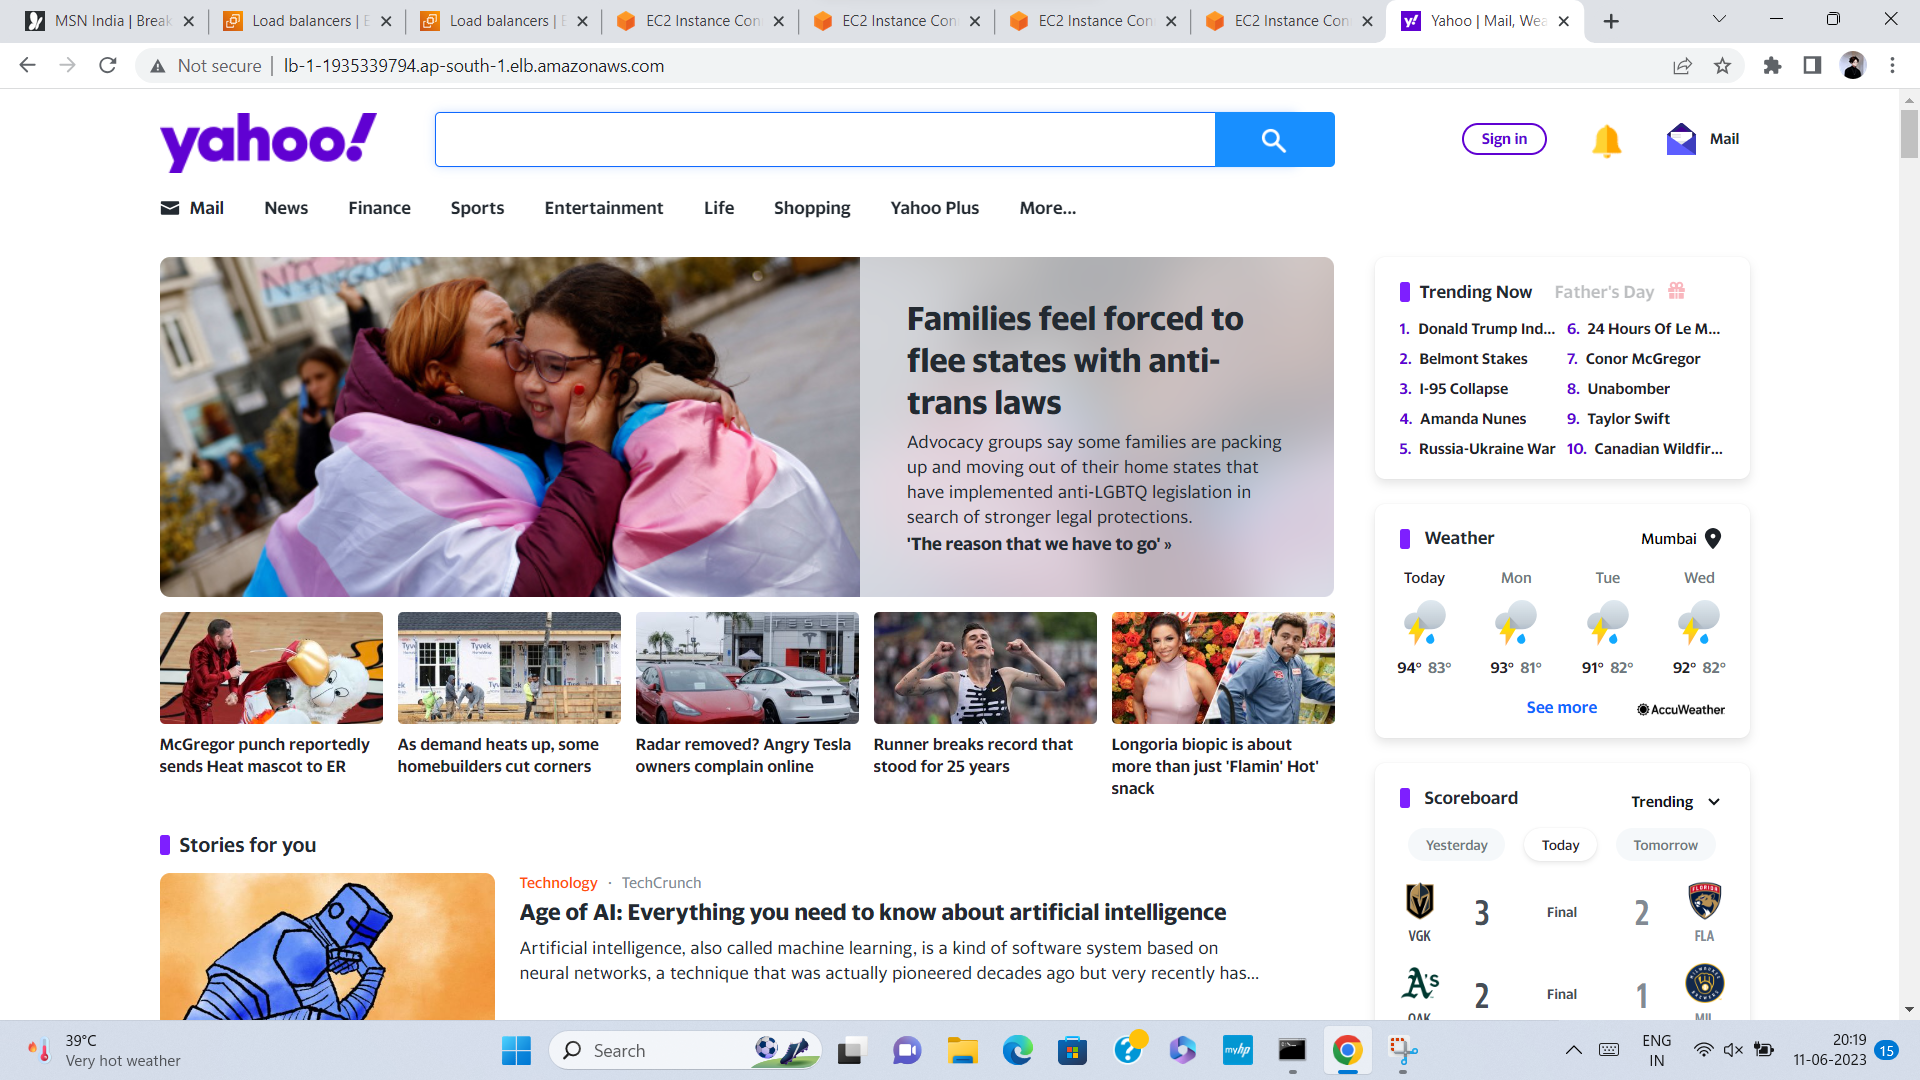 MSN India | Break
Load balancers | E
Load balancers | E
EC2 Instance Con
EC2 Instance Con
EC2 Instance Con
EC2 Instance Con
Yahoo | Mail, Wea
Not secure
lb-1-1935339794.ap-south-1.elb.amazonaws.com
yahoo!
Sign in
Mail
Mail News Finance Sports Entertainment Life Shopping Yahoo Plus More...
Families feel forced to
flee states with anti-
trans laws
Advocacy groups say some families are packing
up and moving out of their home states that
have implemented anti-LGBTQ legislation in
search of stronger legal protections.
'The reason that we have to go' »
McGregor punch reportedly
sends Heat mascot to ER
As demand heats up, some
homebuilders cut corners
Radar removed? Angry Tesla
owners complain online
Runner breaks record that
stood for 25 years
Longoria biopic is about
more than just 'Flamin' Hot'
snack
Stories for you
Technology · TechCrunch
Age of AI: Everything you need to know about artificial intelligence
Artificial intelligence, also called machine learning, is a kind of software system based on
neural networks, a technique that was actually pioneered decades ago but very recently has...
Trending Now Father's Day
1. Donald Trump Ind...
2. Belmont Stakes
3. I-95 Collapse
4. Amanda Nunes
5. Russia-Ukraine War
6. 24 Hours Of Le M...
7. Conor McGregor
8. Unabomber
9. Taylor Swift
10. Canadian Wildfir...
Weather Mumbai
Today Mon Tue Wed
94° 83° 93° 81° 91° 82° 92° 82°
See more AccuWeather
Scoreboard Trending
Yesterday Today Tomorrow
3 Final 2
VGK FLA
A's 2 Final 1
OAK MIL
39°C
Very hot weather
Search
myhp
ENG
IN
20:19
11-06-2023
15